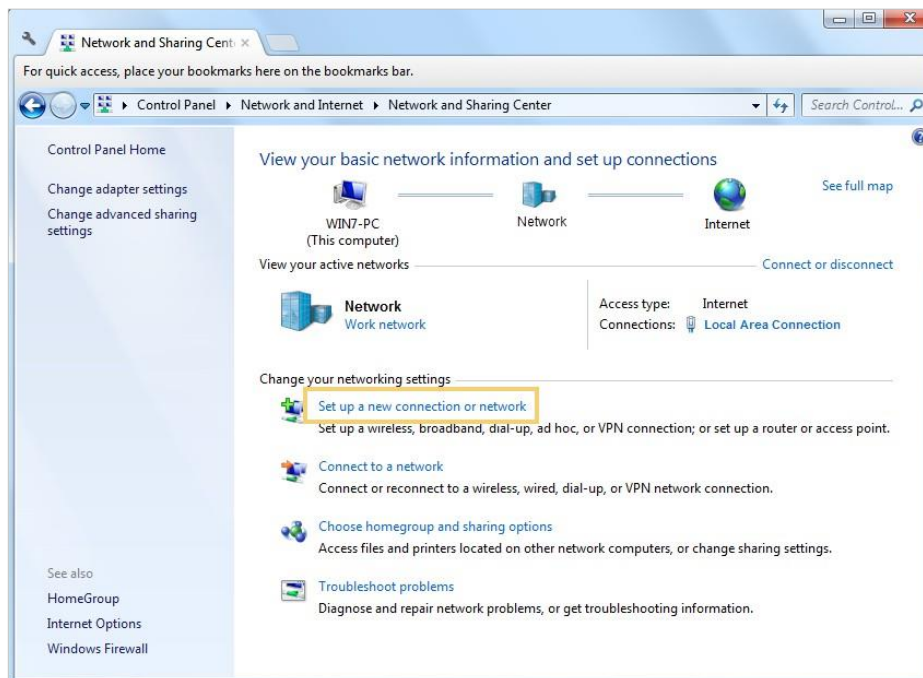 Network and Sharing Cent
For quick access, place your bookmarks here on the bookmarks bar.
Control Panel Network and Internet Network and Sharing Center
Search Control...
Control Panel Home
Change adapter settings
Change advanced sharing
settings
See also
HomeGroup
Internet Options
Windows Firewall
View your basic network information and set up connections
See full map
WIN7-PC
(This computer)
Network
Internet
View your active networks
Connect or disconnect
Network
Work network
Access type: Internet
Connections: Local Area Connection
Change your networking settings
Set up a new connection or network
Set up a wireless, broadband, dial-up, ad hoc, or VPN connection; or set up a router or access point.
Connect to a network
Connect or reconnect to a wireless, wired, dial-up, or VPN network connection.
Choose homegroup and sharing options
Access files and printers located on other network computers, or change sharing settings.
Troubleshoot problems
Diagnose and repair network problems, or get troubleshooting information.